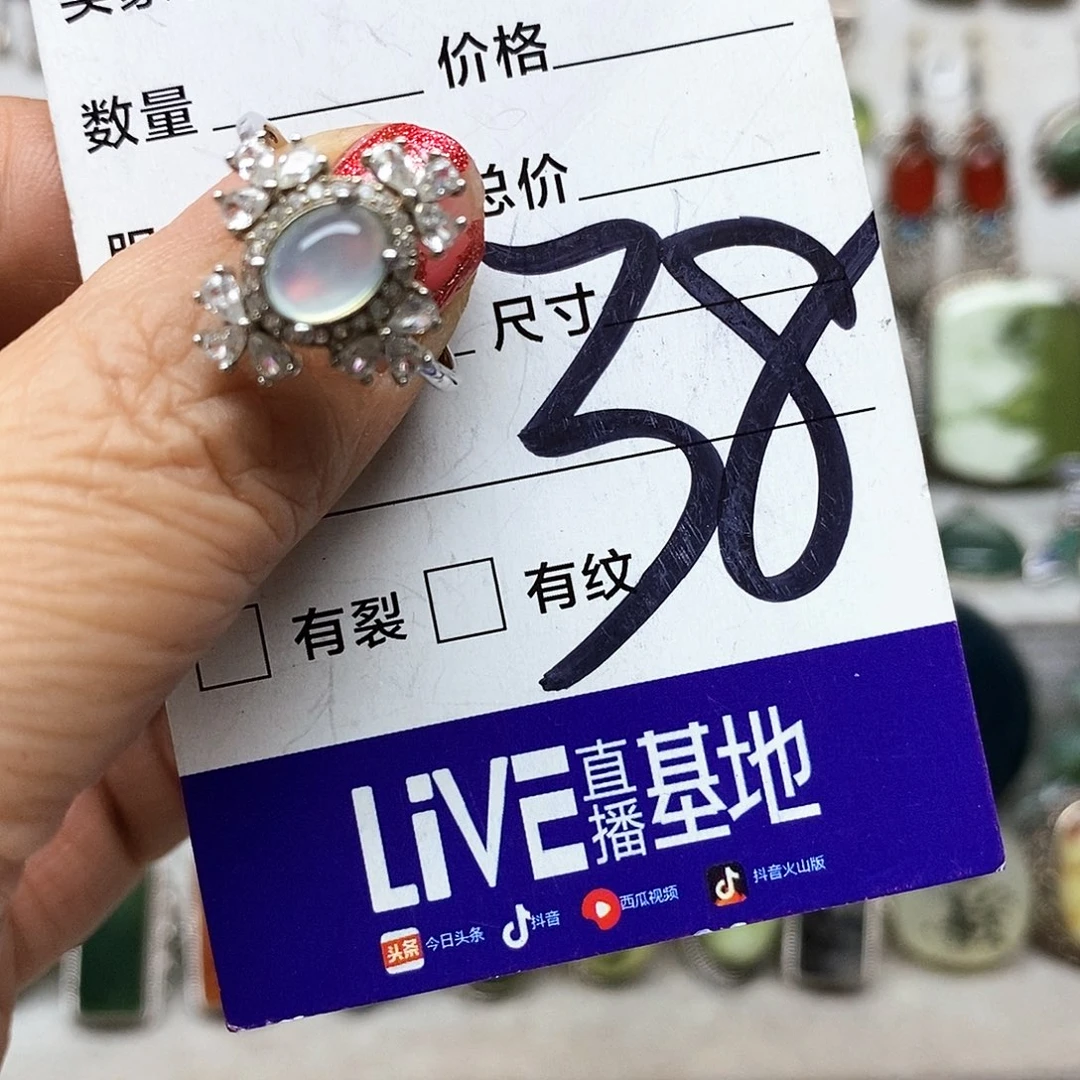 价格
数量
总价
尺寸
38
有裂
有纹
LiVE直播基地
今日头条
抖音
西瓜视频
抖音火山版
头条